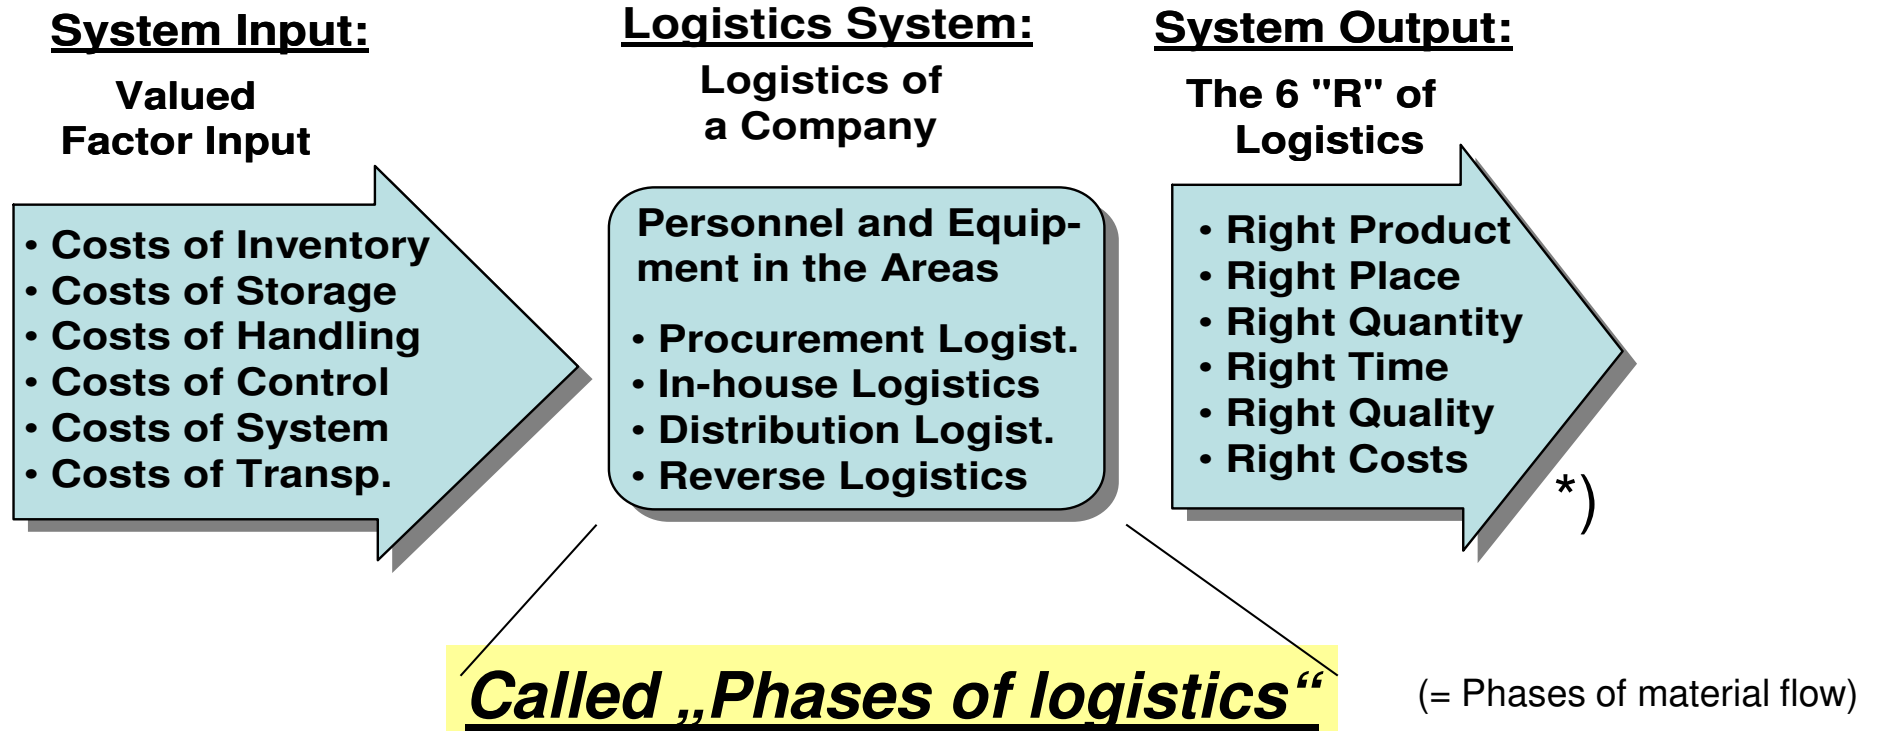 System Input:
Valued
Factor Input
• Costs of Inventory
• Costs of Storage
• Costs of Handling
• Costs of Control
• Costs of System
• Costs of Transp.
Logistics System:
Logistics of
a Company
Personnel and Equip-
ment in the Areas
• Procurement Logist.
• In-house Logistics
• Distribution Logist.
• Reverse Logistics
System Output:
The 6 "R" of
Logistics
• Right Product
• Right Place
• Right Quantity
• Right Time
• Right Quality
• Right Costs
*)
Called „Phases of logistics“
(= Phases of material flow)